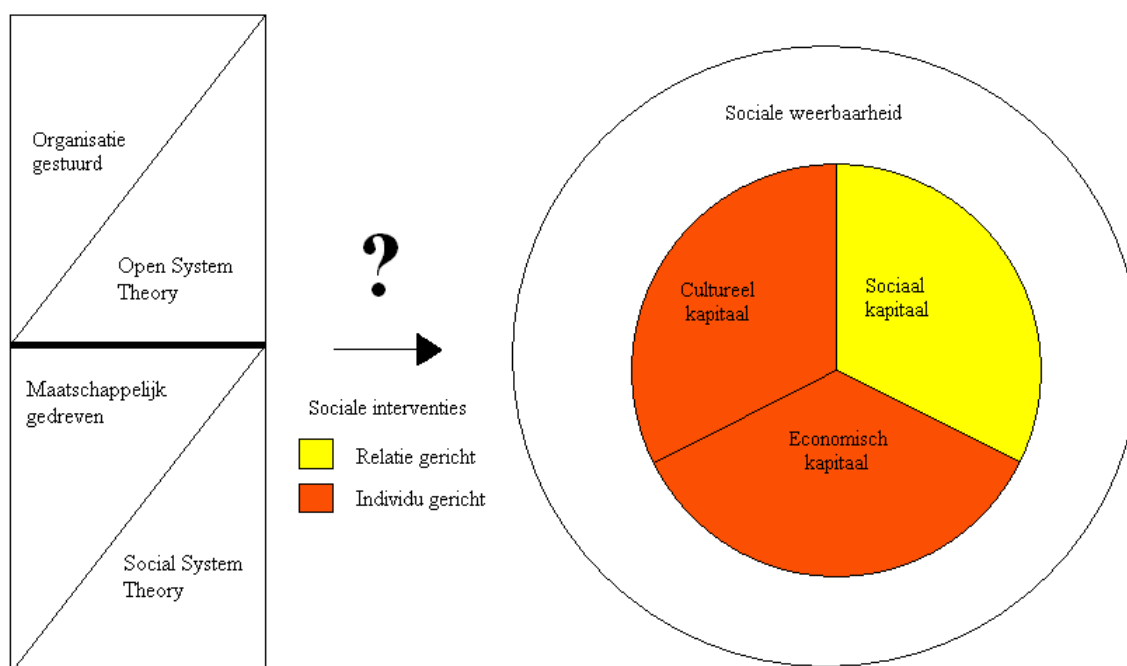 Organisatie
gestuurd
Open System
Theory
Maatschappelijk
gedreven
Social System
Theory
?
Sociale interventies
Relatie gericht
Individu gericht
Sociale weerbaarheid
Cultureel
kapitaal
Sociaal
kapitaal
Economisch
kapitaal